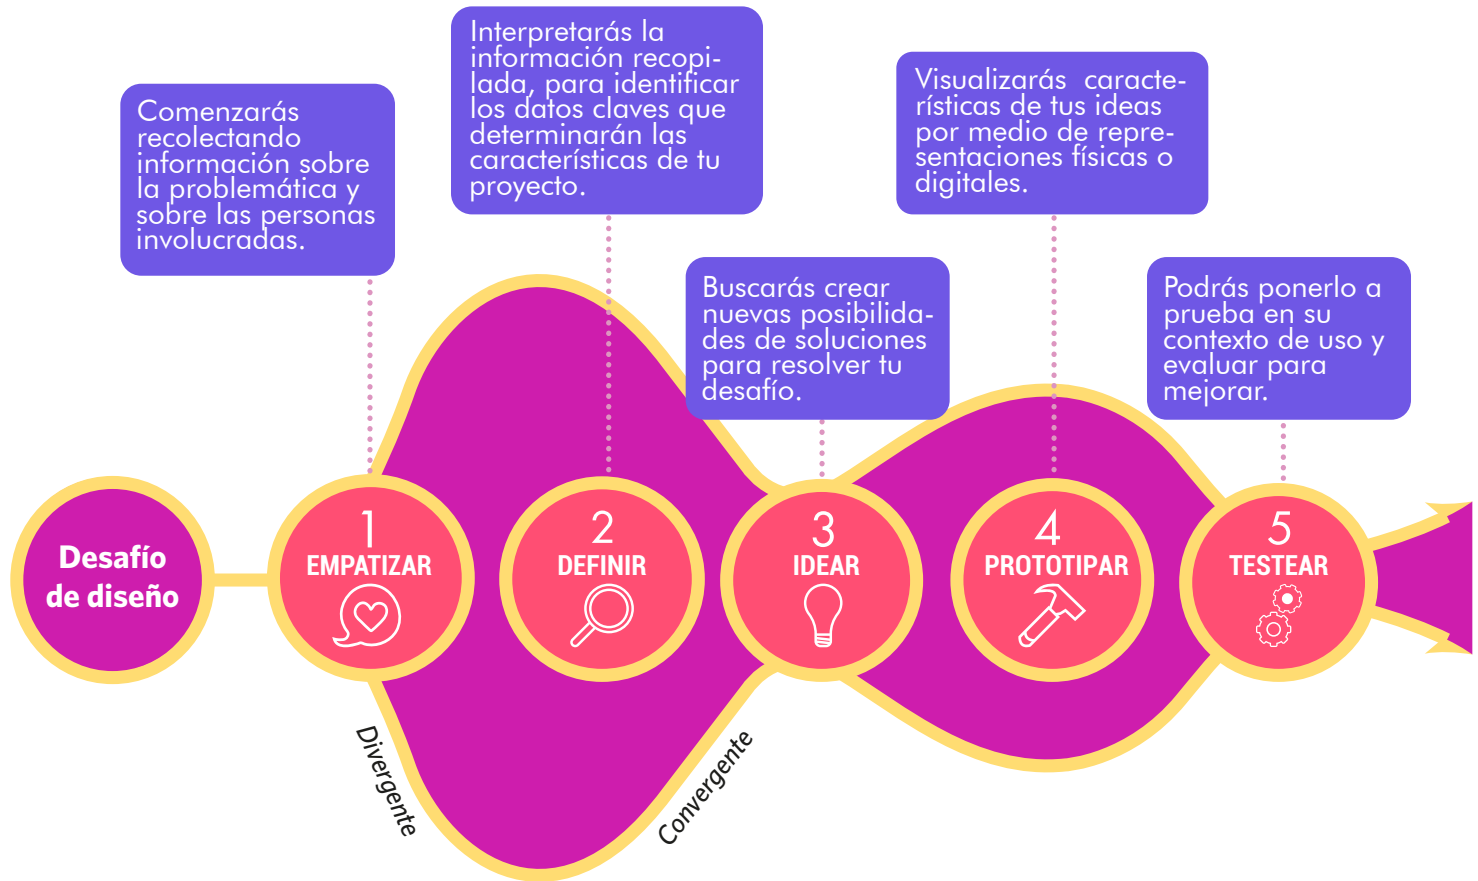 Comenzarás
recolectando
información sobre
la problemática y
sobre las personas
involucradas.
Interpretarás la
información recopi-
lada, para identificar
los datos claves que
determinarán las
características de tu
proyecto.
Buscarás crear
nuevas posibilida-
des de soluciones
para resolver tu
desafío.
Visualizarás caracte-
rísticas de tus ideas
por medio de repre-
sentaciones físicas o
digitales.
Podrás ponerlo a
prueba en su
contexto de uso y
evaluar para
mejorar.
Desafío
de diseño
1
EMPATIZAR
2
DEFINIR
3
IDEAR
4
PROTOTIPAR
5
TESTEAR
Divergente
Convergente